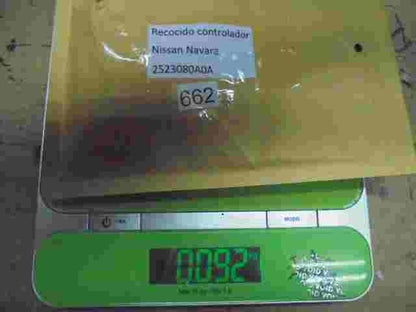 Recocido controlador
Nissan Navara
2523080A0A
662
MODE
0.092